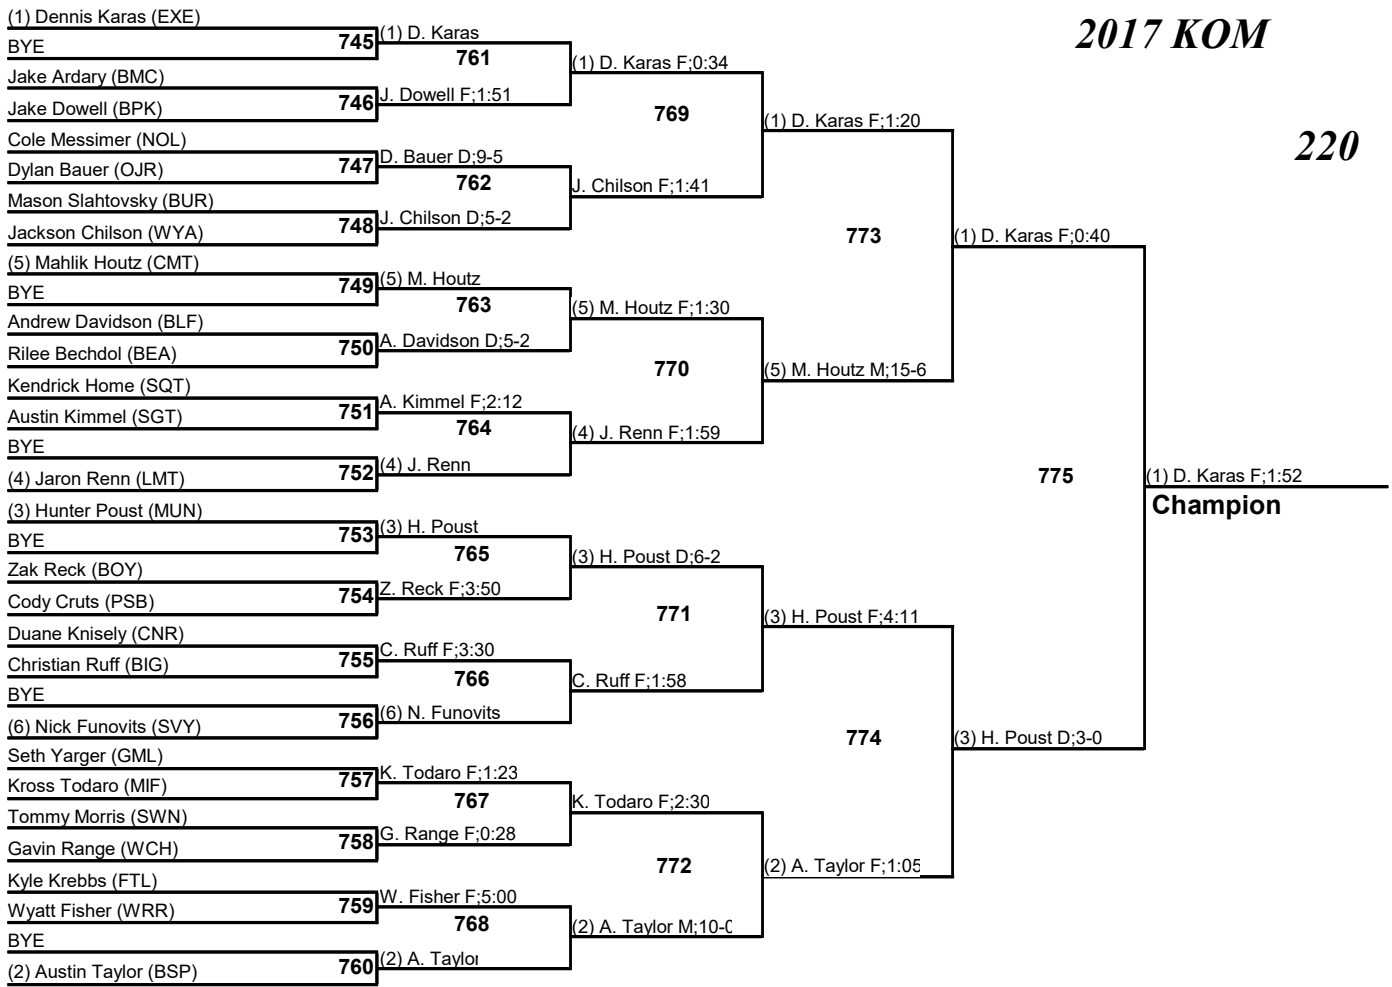 2017 KOM
220
(1) Dennis Karas (EXE)
BYE
Jake Ardary (BMC)
Jake Dowell (BPK)
Cole Messimer (NOL)
Dylan Bauer (OJR)
Mason Slahtovsky (BUR)
Jackson Chilson (WYA)
(5) Mahlik Houtz (CMT)
BYE
Andrew Davidson (BLF)
Rilee Bechdol (BEA)
Kendrick Home (SQT)
Austin Kimmel (SGT)
BYE
(4) Jaron Renn (LMT)
(3) Hunter Poust (MUN)
BYE
Zak Reck (BOY)
Cody Cruts (PSB)
Duane Knisely (CNR)
Christian Ruff (BIG)
BYE
(6) Nick Funovits (SVY)
Seth Yarger (GML)
Kross Todaro (MIF)
Tommy Morris (SWN)
Gavin Range (WCH)
Kyle Krebbs (FTL)
Wyatt Fisher (WRR)
BYE
(2) Austin Taylor (BSP)
745
746
747
748
749
750
751
752
753
754
755
756
757
758
759
760
(1) D. Karas
761
J. Dowell F;1:51
D. Bauer D;9-5
762
J. Chilson D;5-2
(5) M. Houtz
763
A. Davidson D;5-2
A. Kimmel F;2:12
764
(4) J. Renn
(3) H. Poust
765
Z. Reck F;3:50
C. Ruff F;3:30
766
(6) N. Funovits
K. Todaro F;1:23
767
G. Range F;0:28
W. Fisher F;5:00
768
(2) A. Taylor
(1) D. Karas F;0:34
769
J. Chilson F;1:41
(5) M. Houtz F;1:30
770
(4) J. Renn F;1:59
(3) H. Poust D;6-2
771
C. Ruff F;1:58
K. Todaro F;2:30
772
(2) A. Taylor M;10-0
(1) D. Karas F;1:20
773
(5) M. Houtz M;15-6
(3) H. Poust F;4:11
774
(2) A. Taylor F;1:05
(1) D. Karas F;0:40
775
(3) H. Poust D;3-0
(1) D. Karas F;1:52
Champion